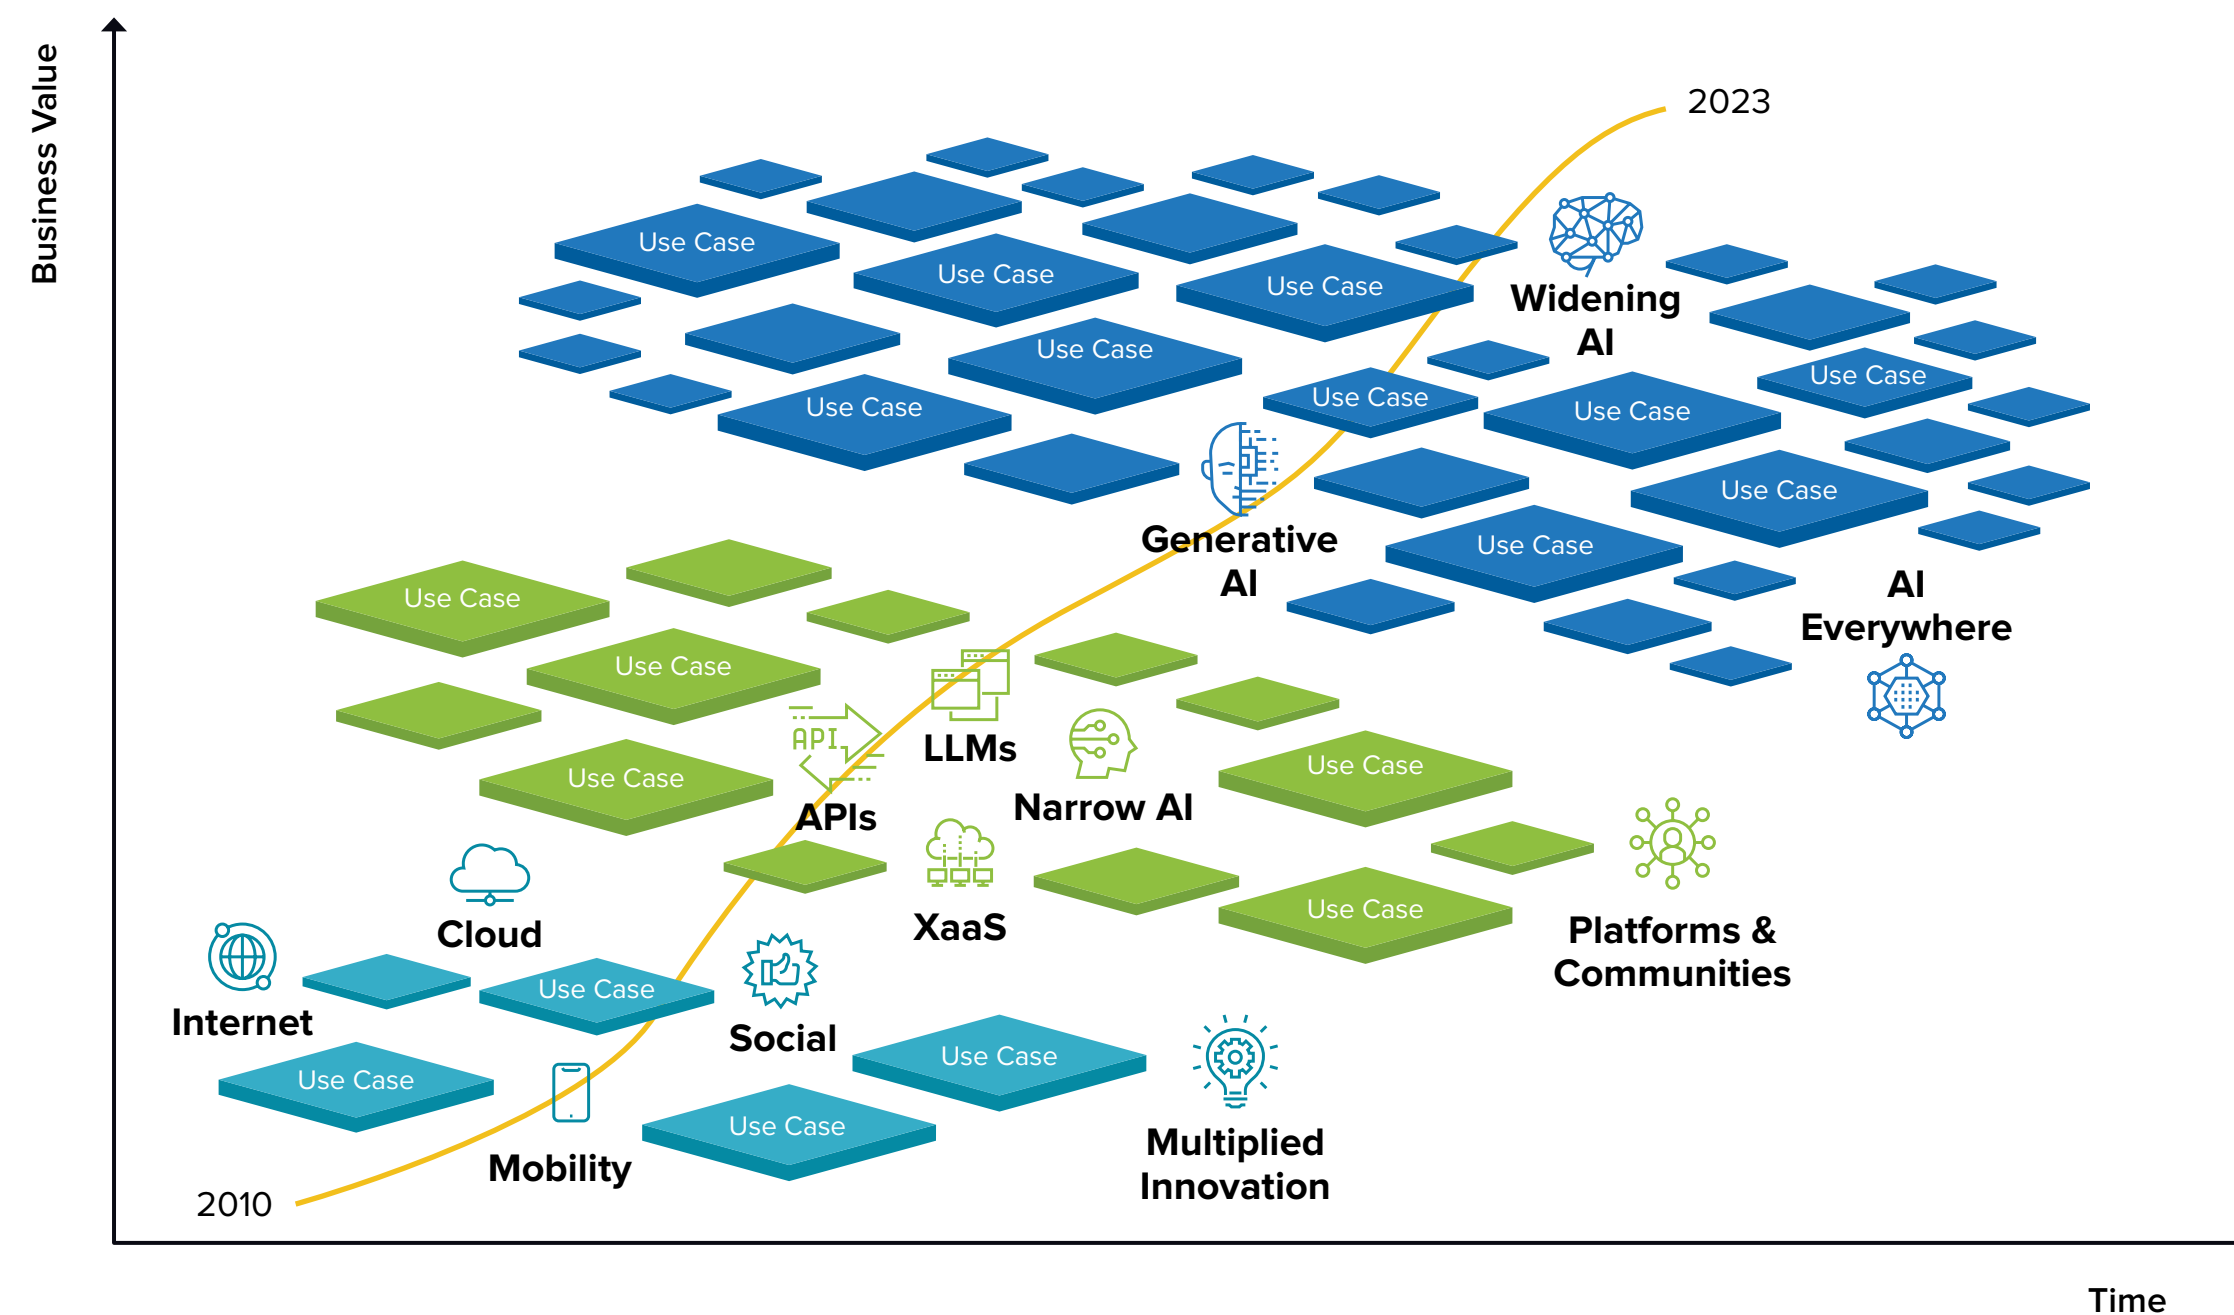 Business Value
2023
Use Case
Use Case
Use Case
Widening
AI
Use Case
Use Case
Use Case
Use Case
Use Case
Use Case
Use Case
Generative
AI
Use Case
AI
Everywhere
Use Case
Use Case
API
LLMs
Use Case
Use Case
Narrow AI
APIs
Cloud
XaaS
Use Case
Platforms &
Communities
Internet
Use Case
Social
Use Case
Use Case
Use Case
Multiplied
Innovation
Mobility
2010
Time